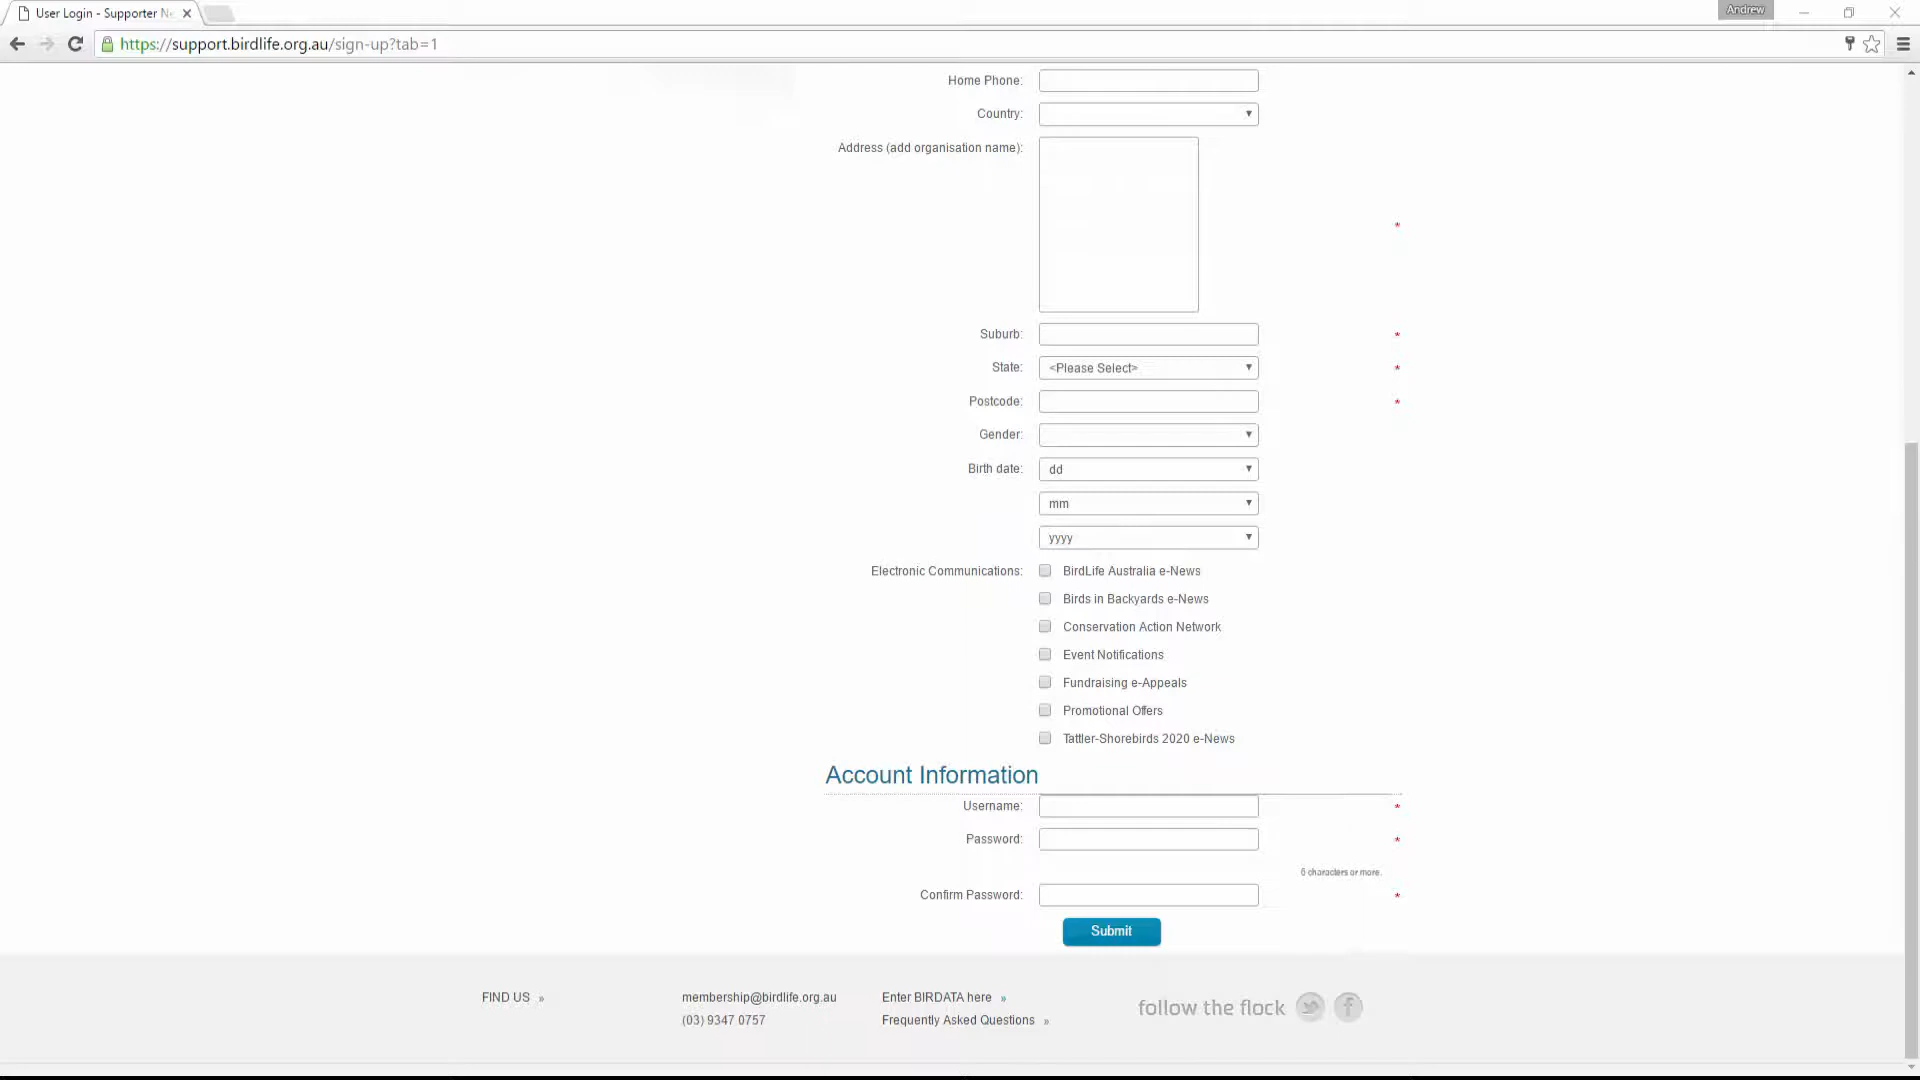 User Login - Supporter Ne
Andrew
https://support.birdlife.org.au/sign-up?tab=1
Home Phone:
Country:
Address (add organisation name):
*
Suburb:
*
State:
<Please Select>
*
Postcode:
*
Gender:
Birth date:
dd
mm
yyyy
Electronic Communications:
BirdLife Australia e-News
Birds in Backyards e-News
Conservation Action Network
Event Notifications
Fundraising e-Appeals
Promotional Offers
Tattler-Shorebirds 2020 e-News
Account Information
Username:
*
Password:
*
6 characters or more.
Confirm Password:
*
Submit
FIND US »
membership@birdlife.org.au
(03) 9347 0757
Enter BIRDATA here »
Frequently Asked Questions »
follow the flock